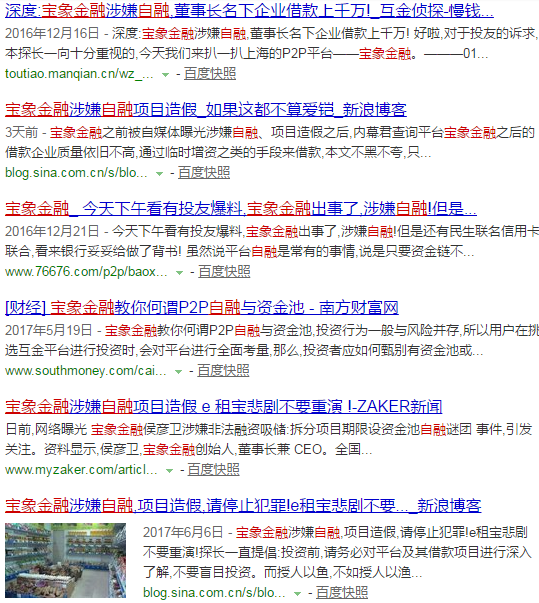 深度:宝象金融涉嫌自融,董事长名下企业借款上千万!_互金侦探-慢钱...
2016年12月16日 - 深度:宝象金融涉嫌自融,董事长名下企业借款上千万! 好啦,对于投友的诉求,
本探长一向十分重视的,今天我们来扒一扒上海的P2P平台——宝象金融。———01...
toutiao.manqian.cn/wz_... - 百度快照
宝象金融涉嫌自融项目造假_如果这都不算爱铠_新浪博客
3天前 - 宝象金融之前被自媒体曝光涉嫌自融、项目造假之后,内幕君查询平台宝象金融之后的
借款企业质量依旧不高,通过临时增资之类的手段来借款,本文不黑不夸,只...
blog.sina.com.cn/s/blo... - 百度快照
宝象金融_ 今天下午看有投友爆料,宝象金融出事了,涉嫌自融!但是...
2016年12月21日 - 今天下午看有投友爆料,宝象金融出事了,涉嫌自融!但是还有民生联名信用卡
联合,看来银行妥妥给做了背书! 虽然说平台自融是常有的事情,说是只要资金链不...
www.76676.com/p2p/baox... - 百度快照
[财经] 宝象金融教你何谓P2P自融与资金池 - 南方财富网
2017年5月19日 - 宝象金融教你何谓P2P自融与资金池,投资行为一般与风险并存,所以用户在挑
选互金平台进行投资时,会对平台进行全面考量,那么,投资者应如何甄别有资金池或...
www.southmoney.com/cai... - 百度快照
宝象金融涉嫌自融项目造假 e 租宝悲剧不要重演 !-ZAKER新闻
日前,网络曝光 宝象金融侯彦卫涉嫌非法融资吸储:拆分项目期限设资金池自融谜团 事件,引发
关注。资料显示,侯彦卫,宝象金融创始人,董事长兼 CEO。全国...
www.myzaker.com/articl... - 百度快照
宝象金融涉嫌自融,项目造假,请停止犯罪!e租宝悲剧不要..._新浪博客
2017年6月6日 - 宝象金融涉嫌自融,项目造假,请停止犯罪!e租宝悲剧
不要重演!探长一直提倡:投资前,请务必对平台及其借款项目进行深入
了解,不要盲目投资。而授人以鱼,不如授人以渔...
blog.sina.com.cn/s/blo... - 百度快照